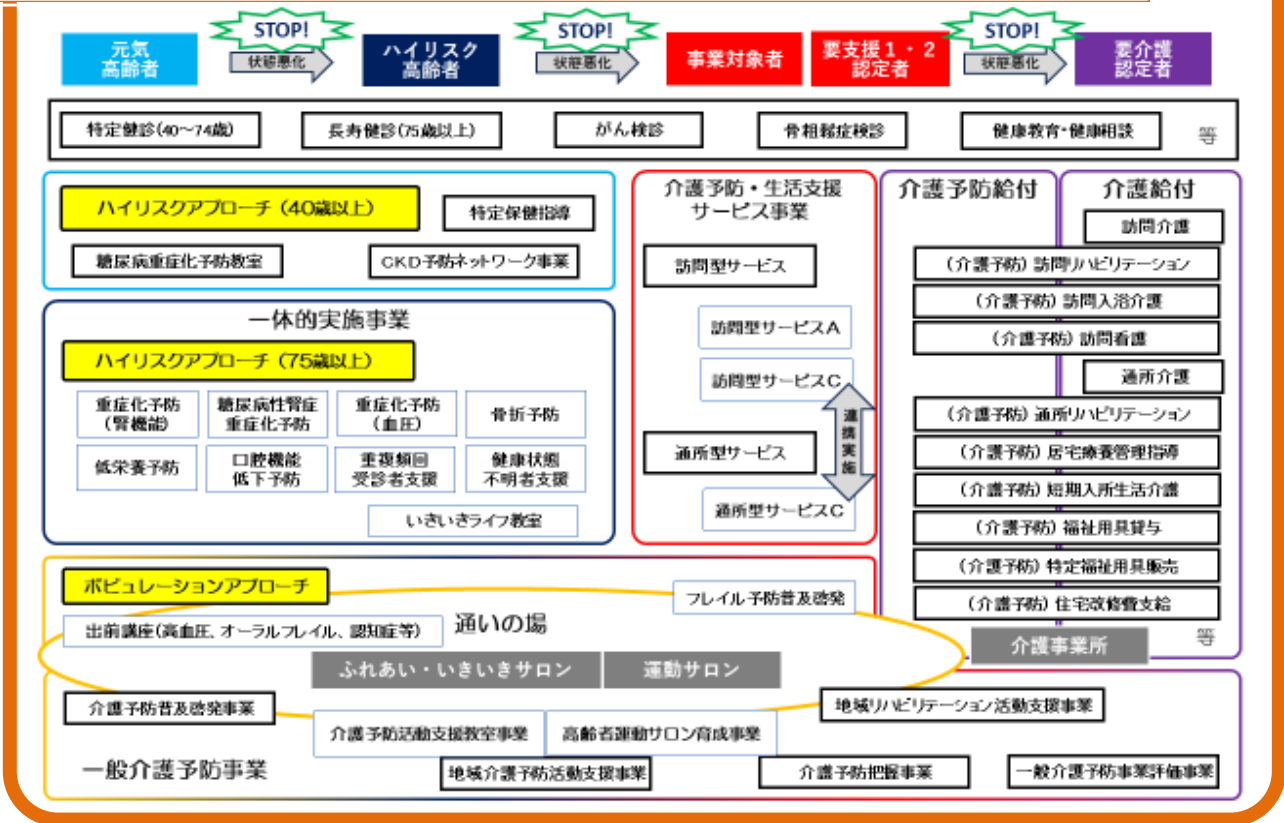 STOP!
STOP!
STOP!
元気
高齢者
状態悪化
ハイリスク
高齢者
状態悪化
事業対象者
要支援1・2
認定者
状態悪化
要介護
認定者
特定健診(40～74歳)
長寿健診(75歳以上)
がん検診
骨粗鬆症検診
健康教育・健康相談
等
ハイリスクアプローチ (40歳以上)
特定保健指導
糖尿病重症化予防教室
CKD予防ネットワーク事業
一体的実施事業
ハイリスクアプローチ (75歳以上)
重症化予防
(腎機能)
糖尿病性腎症
重症化予防
重症化予防
(血圧)
骨折予防
低栄養予防
口腔機能
低下予防
重複頻回
受診者支援
健康状態
不明者支援
いきいきライフ教室
介護予防・生活支援
サービス事業
訪問型サービス
訪問型サービスA
訪問型サービスC
連携実施
通所型サービス
通所型サービスC
介護予防給付
介護給付
訪問介護
(介護予防) 訪問リハビリテーション
(介護予防) 訪問入浴介護
(介護予防) 訪問看護
通所介護
(介護予防) 通所リハビリテーション
(介護予防) 居宅療養管理指導
(介護予防) 短期入所生活介護
(介護予防) 福祉用具貸与
(介護予防) 特定福祉用具販売
(介護予防) 住宅改修費支給
等
介護事業所
ポピュレーションアプローチ
フレイル予防普及啓発
出前講座(高血圧、オーラルフレイル、認知症等)
通いの場
ふれあい・いきいきサロン
運動サロン
介護予防普及啓発事業
地域リハビリテーション活動支援事業
介護予防活動支援教室事業
高齢者運動サロン育成事業
一般介護予防事業
地域介護予防活動支援事業
介護予防把握事業
一般介護予防事業評価事業